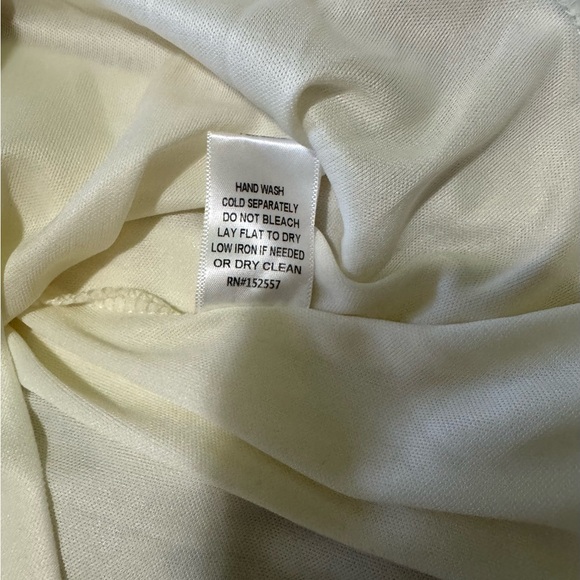 HAND WASH
COLD SEPARATELY
DO NOT BLEACH
LAY FLAT TO DRY
LOW IRON IF NEEDED
OR DRY CLEAN
RN#152557